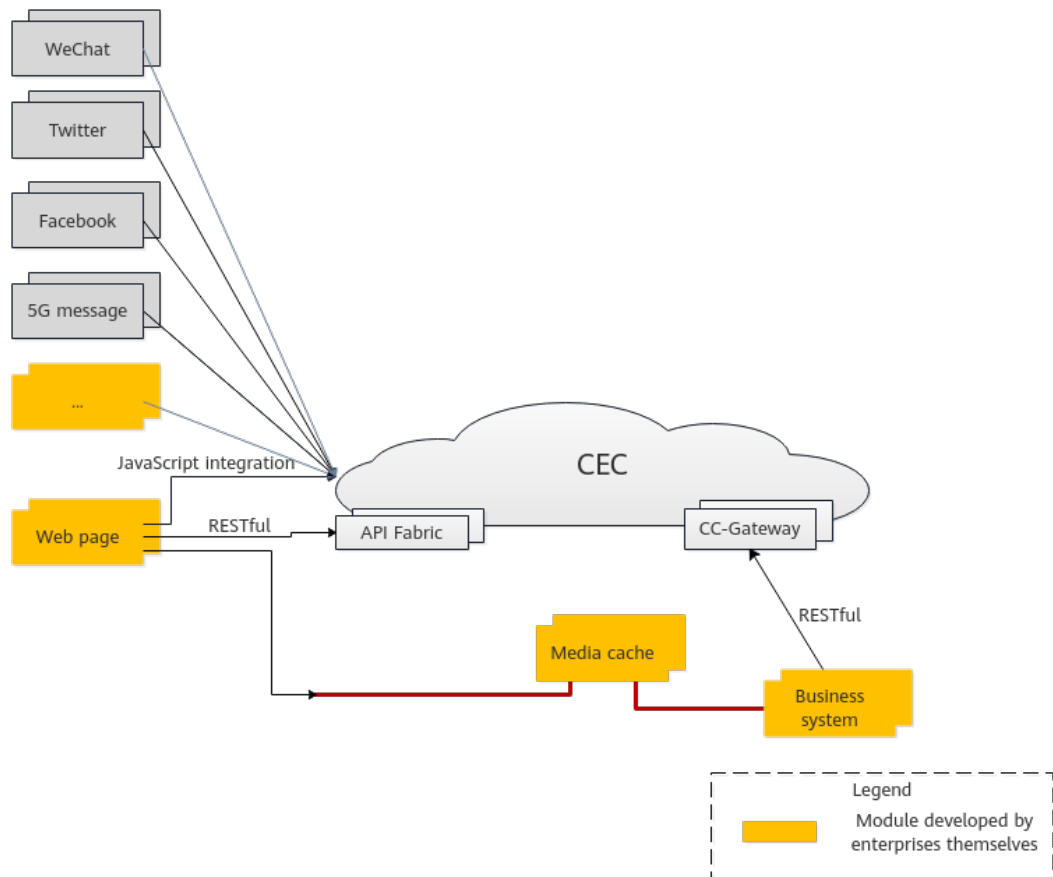 WeChat
Twitter
Facebook
5G message
...
JavaScript integration
CEC
Web page
RESTful
API Fabric
CC-Gateway
RESTful
Media cache
Business
system
Legend
Module developed by
enterprises themselves